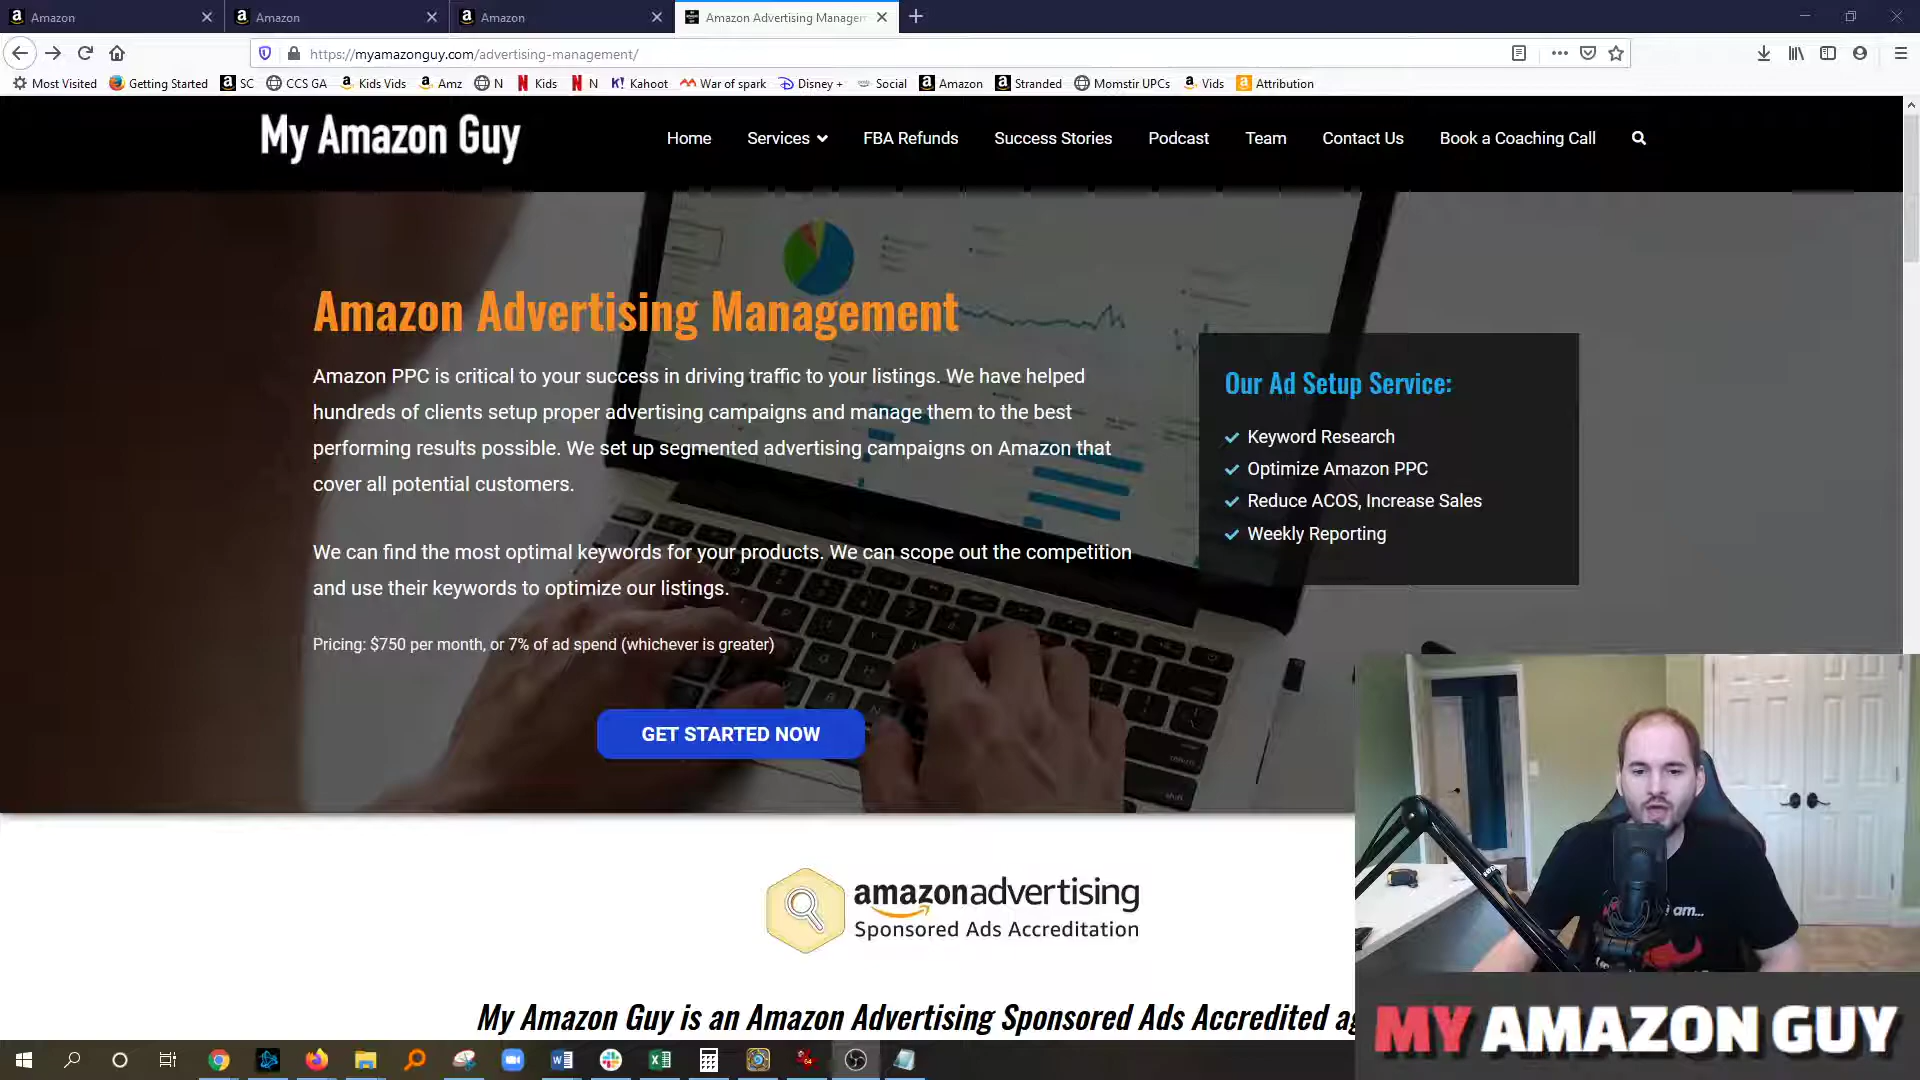 Amazon
Amazon
Amazon
Amazon Advertising Managemen
https://myamazonguy.com/advertising-management/
Most Visited
Getting Started
SC
CCS GA
Kids Vids
Amz
N
Kids
N
Kahoot
War of spark
Disney +
Social
Amazon
Stranded
Momstir UPCs
Vids
Attribution
My Amazon Guy
Home
Services
FBA Refunds
Success Stories
Podcast
Team
Contact Us
Book a Coaching Call
Amazon Advertising Management
Amazon PPC is critical to your success in driving traffic to your listings. We have helped
hundreds of clients setup proper advertising campaigns and manage them to the best
performing results possible. We set up segmented advertising campaigns on Amazon that
cover all potential customers.
We can find the most optimal keywords for your products. We can scope out the competition
and use their keywords to optimize our listings.
Pricing: $750 per month, or 7% of ad spend (whichever is greater)
GET STARTED NOW
Our Ad Setup Service:
Keyword Research
Optimize Amazon PPC
Reduce ACOS, Increase Sales
Weekly Reporting
amazonadvertising
Sponsored Ads Accreditation
My Amazon Guy is an Amazon Advertising Sponsored Ads Accredited ag
i am...
MY AMAZON GUY